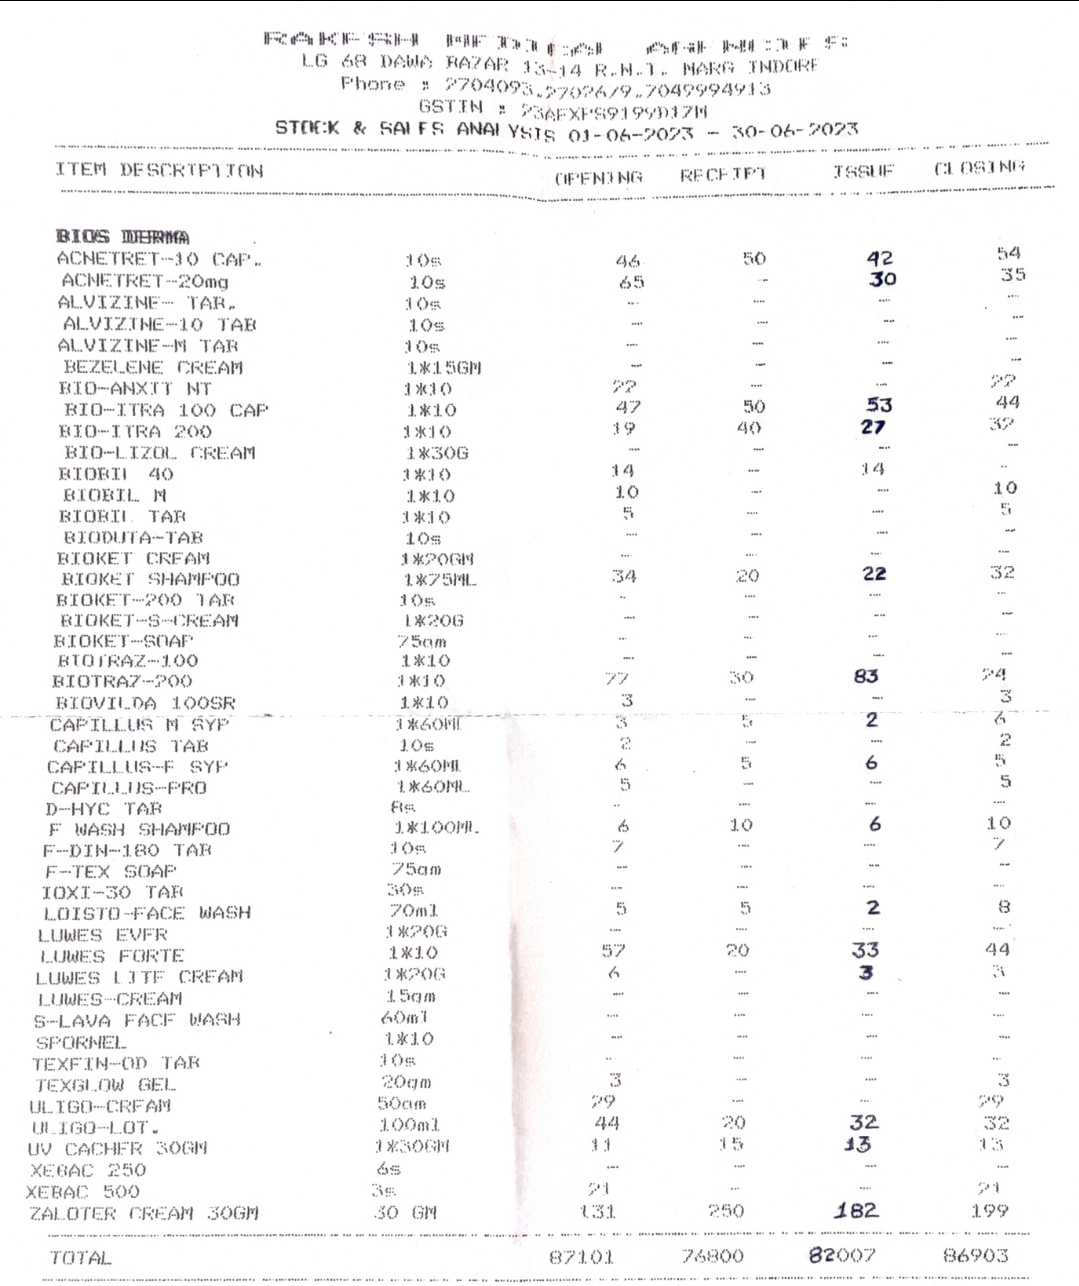 RAKESH MEDICAL AGENCIES
LG 68 DAWA BAZAR 13-14 R.N.T. MARG INDORE
Phone : 2704093,2702679,7049994913
GSTIN : 23AEXPS9199D1ZM
STOCK & SALES ANALYSIS 01-06-2023 - 30-06-2023
ITEM DESCRIPTION OPENING RECEIPT ISSUE CLOSING
BIOS DERMA
ACNETRET-10 CAP. 10s 46 50 42 54
ACNETRET-20mg 10s 65 - 30 35
ALVIZINE- TAB. 10s - - - -
ALVIZINE-10 TAB 10s - - - -
ALVIZINE-M TAB 10s - - - -
BEZELENE CREAM 1*15GM - - - -
BIO-ANXIT NT 1*10 22 - - 22
BIO-ITRA 100 CAP 1*10 47 50 53 44
BIO-ITRA 200 1*10 19 40 27 32
BIO-LIZOL CREAM 1*30G - - - -
BIOBIL 40 1*10 14 - 14 -
BIOBIL M 1*10 10 - - 10
BIOBIL TAB 1*10 5 - - 5
BIODUTA-TAB 10s - - - -
BIOKET CREAM 1*20GM - - - -
BIOKET SHAMPOO 1*75ML 34 20 22 32
BIOKET-200 TAB 10s - - - -
BIOKET-S-CREAM 1*20G - - - -
BIOKET-SOAP 75gm - - - -
BIOTRAZ-100 1*10 - - - -
BIOTRAZ-200 1*10 77 30 83 24
BIOVILDA 100SR 1*10 3 - - 3
CAPILLUS M SYP 1*60ML 3 5 2 6
CAPILLUS TAB 10s 2 - - 2
CAPILLUS-F SYP 1*60ML 6 5 6 5
CAPILLUS-PRO 1*60ML 5 - - 5
D-HYC TAB 8s - - - -
F WASH SHAMPOO 1*100ML 6 10 6 10
F-DIN-180 TAB 10s 7 - - 7
F-TEX SOAP 75gm - - - -
IOXI-30 TAB 30s - - - -
LOISTO-FACE WASH 70ml 5 5 2 8
LUWES EVER 1*20G - - - -
LUWES FORTE 1*10 57 20 33 44
LUWES LITE CREAM 1*20G 6 - 3 3
LUWES-CREAM 15gm - - - -
S-LAVA FACE WASH 60ml - - - -
SPORNEL 1*10 - - - -
TEXFIN-OD TAB 10s - - - -
TEXGLOW GEL 20gm 3 - - 3
ULIGO-CREAM 50gm 29 - - 29
ULIGO-LOT. 100ml 44 20 32 32
UV CACHER 30GM 1*30GM 11 15 13 13
XEBAC 250 6s - - - -
XEBAC 500 3s 21 - - 21
ZALOTER CREAM 30GM 30 GM 131 250 182 199
TOTAL 87101 76800 82007 86903